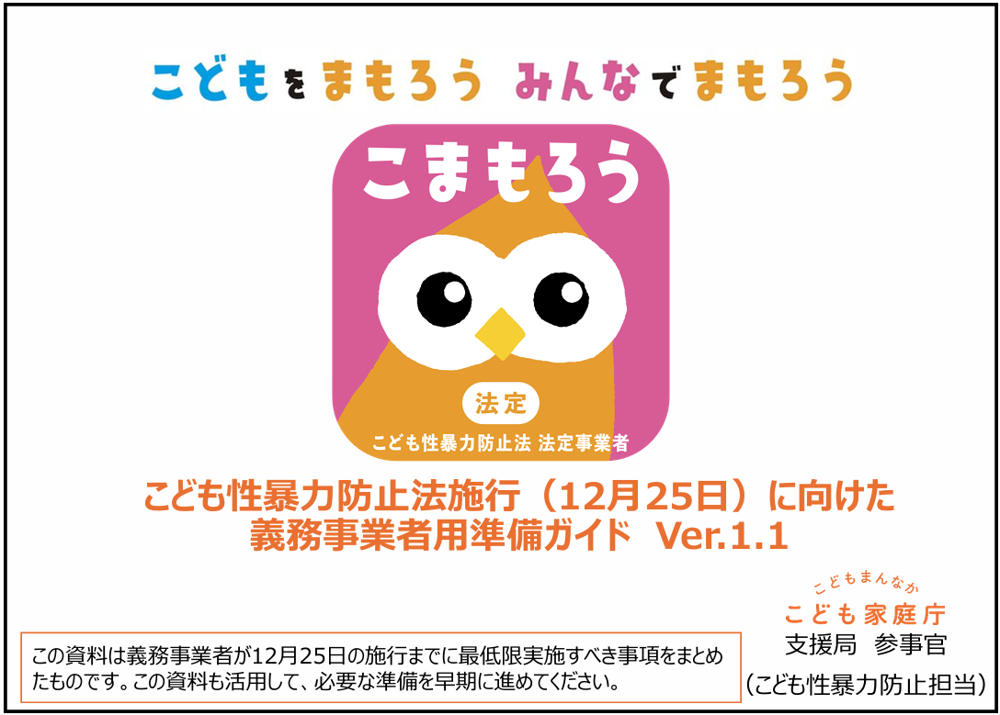 こどもをまもろう みんなでまもろう
こまもろう
法定
こども性暴力防止法 法定事業者
こども性暴力防止法施行（12月25日）に向けた
義務事業者用準備ガイド Ver.1.1
こどもまんなか
こども家庭庁
支援局 参事官
（こども性暴力防止担当）
この資料は義務事業者が12月25日の施行までに最低限実施すべき事項をまとめ
たものです。この資料も活用して、必要な準備を早期に進めてください。